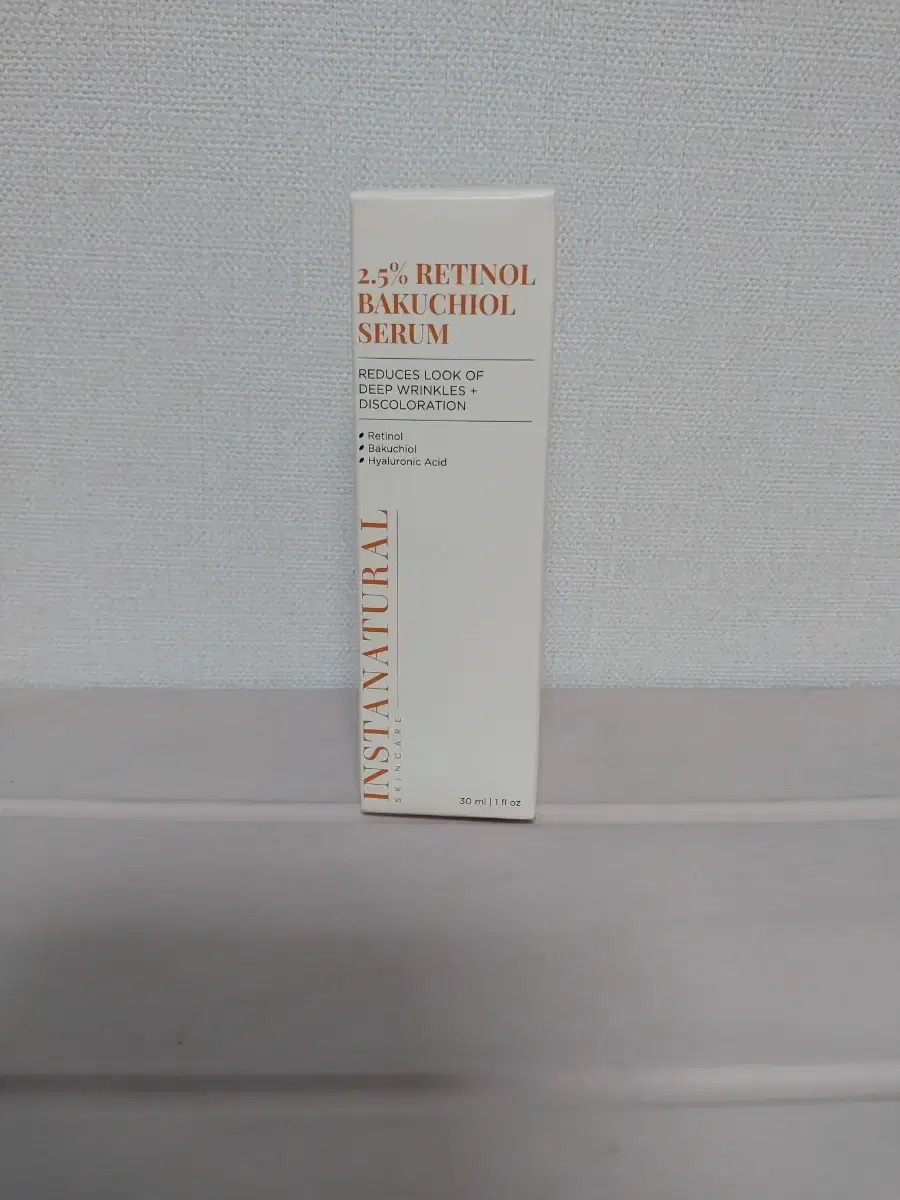 2.5% RETINOL
BAKUCHIOL
SERUM
REDUCES LOOK OF
DEEP WRINKLES +
DISCOLORATION
Retinol
Bakuchiol
Hyaluronic Acid
INSTANATURAL
SKINCARE
30 ml | 1 fl oz